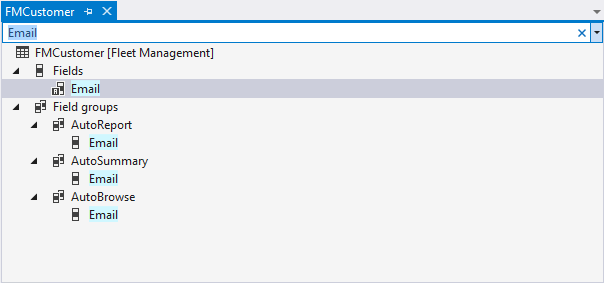 FMCustomer
Email
FMCustomer [Fleet Management]
Fields
Email
Field groups
AutoReport
Email
AutoSummary
Email
AutoBrowse
Email